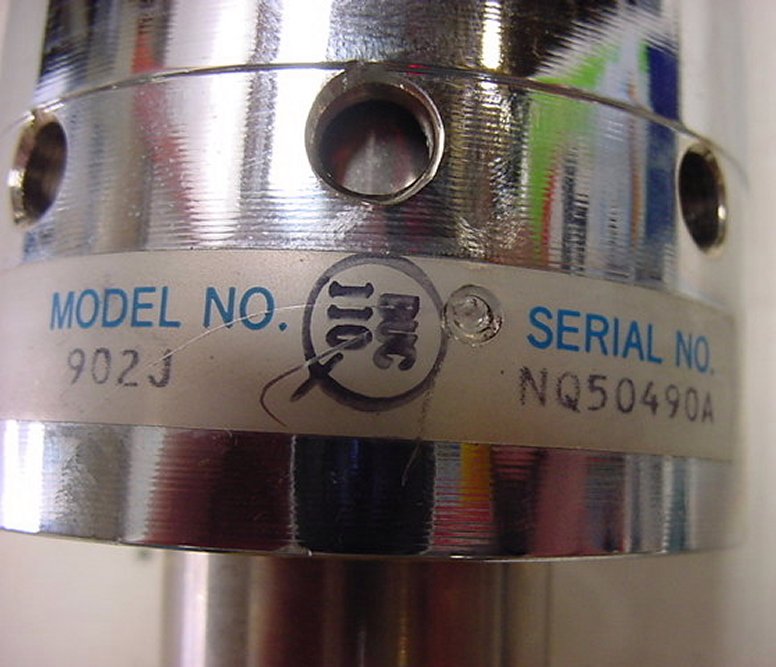 MODEL NO.
902J
SERIAL NO.
NQ50490A